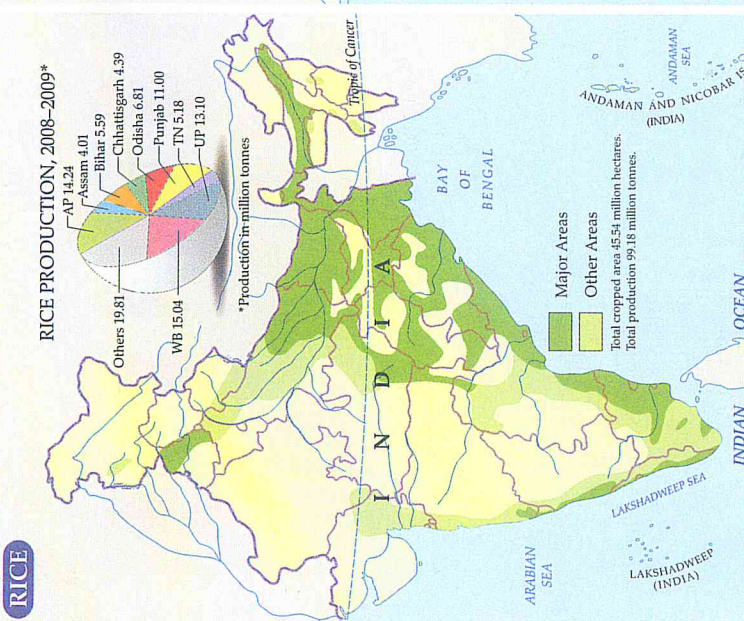 RICE
RICE PRODUCTION, 2008–2009*
AP 14.24
Assam 4.01
Bihar 5.59
Chhattisgarh 4.39
Odisha 6.81
Punjab 11.00
TN 5.18
UP 13.10
WB 15.04
Others 19.81
*Production in million tonnes
Tropic of Cancer
INDIA
BAY
OF
BENGAL
ARABIAN
SEA
Major Areas
Other Areas
Total cropped area 45.54 million hectares.
Total production 99.18 million tonnes.
ANDAMAN
SEA
ANDAMAN AND NICOBAR IS
(INDIA)
LAKSHADWEEP SEA
LAKSHADWEEP
(INDIA)
INDIAN OCEAN